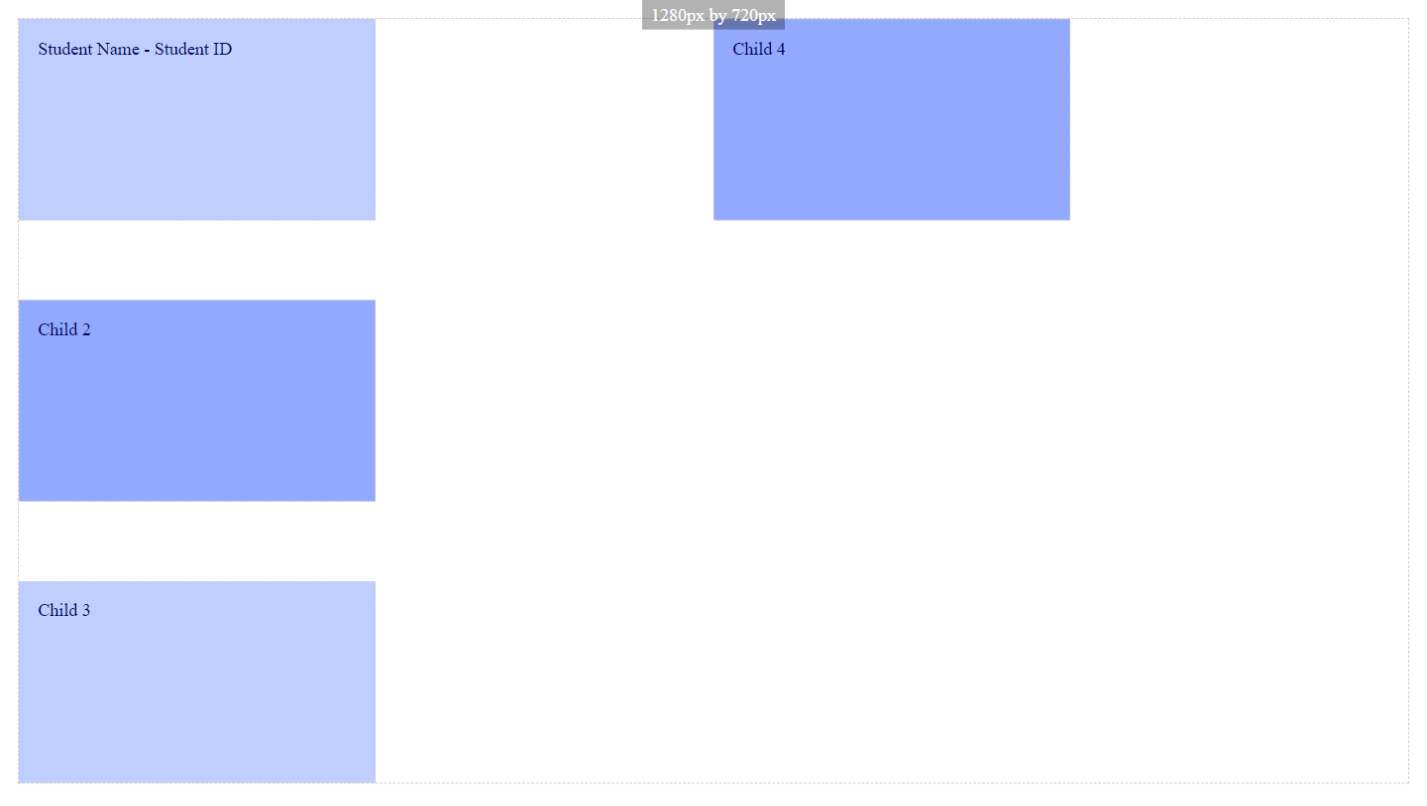 1280px by 720px
Student Name - Student ID
Child 4
Child 2
Child 3